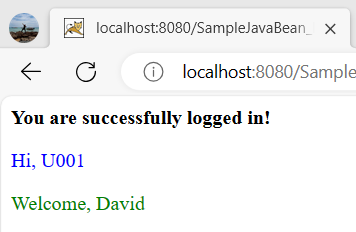 localhost:8080/SampleJavaBean_
localhost:8080/Sample
You are successfully logged in!
Hi, U001
Welcome, David